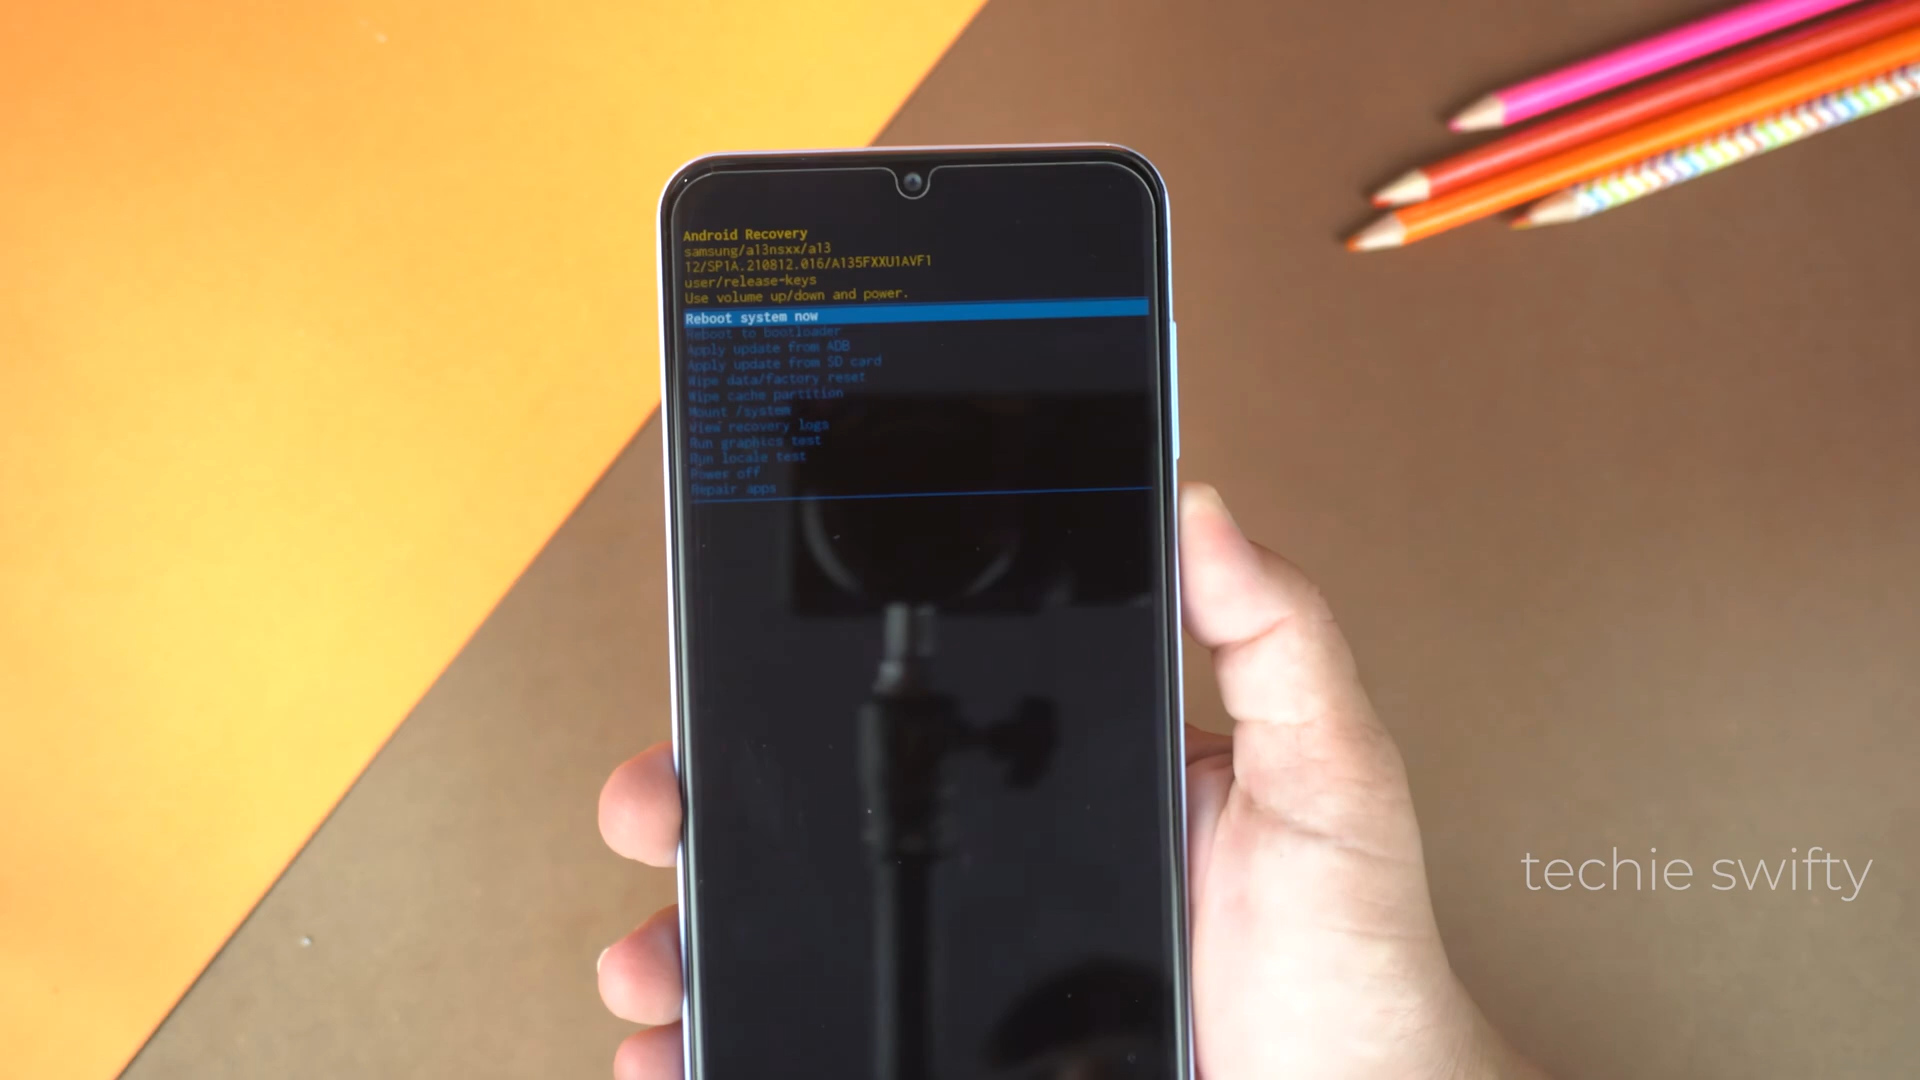 Android Recovery
samsung/a13nsxx/a13
12/SP1A.210812.016/A135FXXU1AVF1
user/release-keys
Use volume up/down and power.
Reboot system now
Reboot to bootloader
Apply update from ADB
Apply update from SD card
Wipe data/factory reset
Wipe cache partition
Mount /system
View recovery logs
Run graphics test
Run locale test
Power off
Repair apps
techie swifty